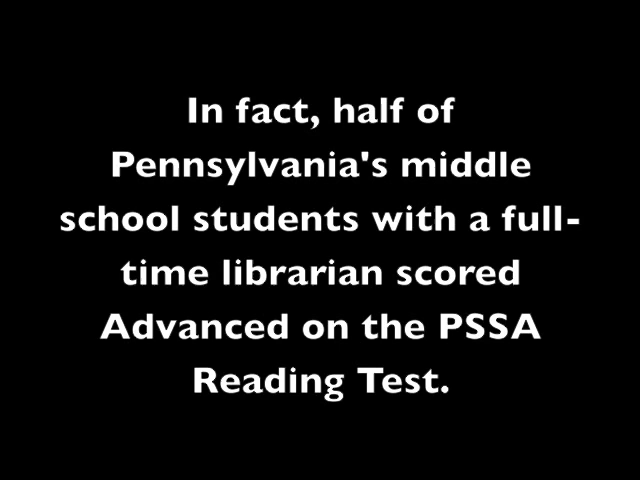 In fact, half of
Pennsylvania's middle
school students with a full-
time librarian scored
Advanced on the PSSA
Reading Test.